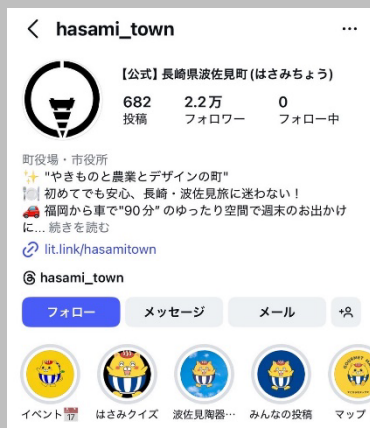 hasami_town
【公式】長崎県波佐見町(はさみちょう)
682 2.2万 0
投稿 フォロワー フォロー中
町役場・市役所
✨ "やきものと農業とデザインの町"
🍽️ 初めてでも安心、長崎・波佐見旅に迷わない！
🚗 福岡から車で"90分" のゆったり空間で週末のお出かけ
に... 続きを読む
lit.link/hasamitown
hasami_town
フォロー メッセージ メール
イベント📅 はさみクイズ 波佐見陶器… みんなの投稿 マップ